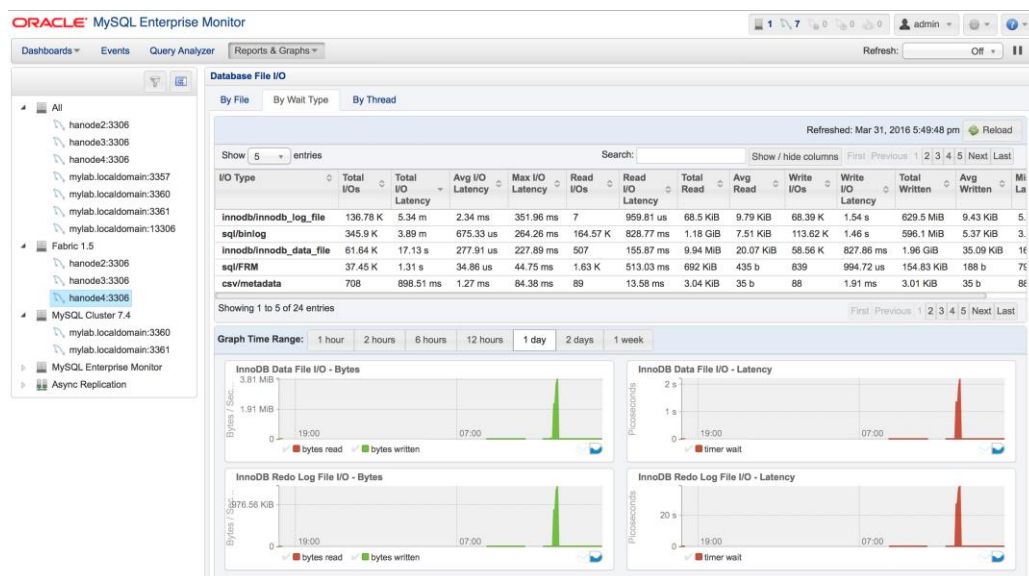 ORACLE MySQL Enterprise Monitor
1 7 0 0 0 admin
Dashboards Events Query Analyzer Reports & Graphs Refresh: Off
All
hanode2:3306
hanode3:3306
hanode4:3306
mylab.localdomain:3357
mylab.localdomain:3360
mylab.localdomain:3361
mylab.localdomain:13306
Fabric 1.5
hanode2:3306
hanode3:3306
hanode4:3306
MySQL Cluster 7.4
mylab.localdomain:3360
mylab.localdomain:3361
MySQL Enterprise Monitor
Async Replication
Database File I/O
By File By Wait Type By Thread
Refreshed: Mar 31, 2016 5:49:48 pm Reload
Show 5 entries Search: Show / hide columns First Previous 1 2 3 4 5 Next Last
I/O Type Total I/Os Total I/O Latency Avg I/O Latency Max I/O Latency Read I/Os Read I/O Latency Total Read Avg Read Write I/Os Write I/O Latency Total Written Avg Written
innodb/innodb_log_file 136.78 K 5.34 m 2.34 ms 351.96 ms 7 959.81 us 68.5 KiB 9.79 KiB 68.39 K 1.54 s 629.5 MiB 9.43 KiB 5.
sql/binlog 345.9 K 3.89 m 675.33 us 264.26 ms 164.57 K 828.77 ms 1.18 GiB 7.51 KiB 113.62 K 1.46 s 596.1 MiB 5.37 KiB 3.
innodb/innodb_data_file 61.64 K 17.13 s 277.91 us 227.89 ms 507 155.87 ms 9.94 MiB 20.07 KiB 58.56 K 827.86 ms 1.96 GiB 35.09 KiB
sql/FRM 37.45 K 1.31 s 34.86 us 44.75 ms 1.63 K 513.03 ms 692 KiB 435 b 839 994.72 us 154.83 KiB 188 b
csv/metadata 708 898.51 ms 1.27 ms 84.38 ms 89 13.58 ms 3.04 KiB 35 b 88 1.91 ms 3.01 KiB 35 b
Showing 1 to 5 of 24 entries First Previous 1 2 3 4 5 Next Last
Graph Time Range: 1 hour 2 hours 6 hours 12 hours 1 day 2 days 1 week
InnoDB Data File I/O - Bytes
3.81 MiB
1.91 MiB
0
Bytes / Sec...
19:00 07:00
bytes read bytes written
InnoDB Data File I/O - Latency
2 s
1 s
0
Picoseconds
19:00 07:00
timer wait
InnoDB Redo Log File I/O - Bytes
976.56 KiB
0
Bytes / Sec...
19:00 07:00
bytes read bytes written
InnoDB Redo Log File I/O - Latency
20 s
0
Picoseconds
19:00 07:00
timer wait